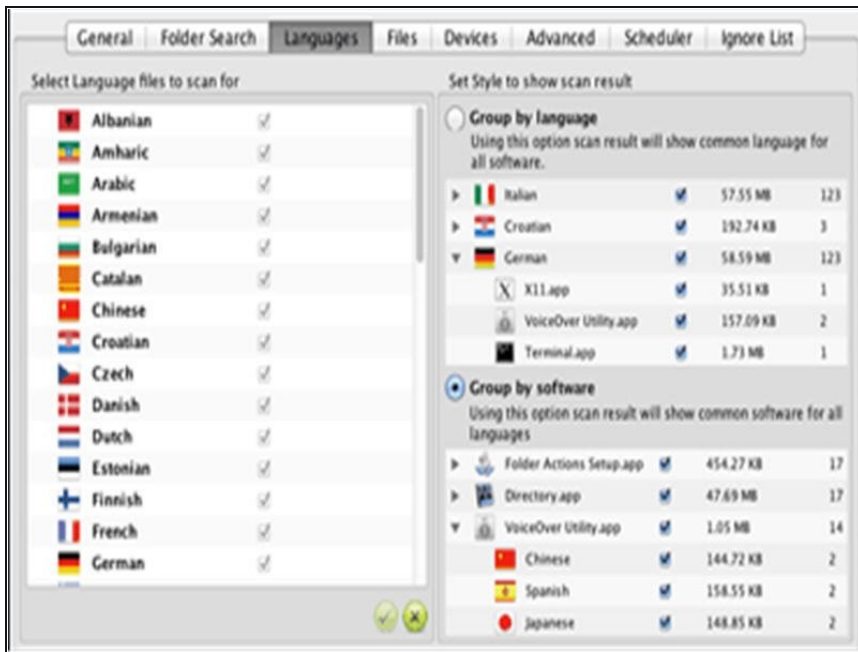 General Folder Search Languages Files Devices Advanced Scheduler Ignore List
Select Language files to scan for
Albanian
Amharic
Arabic
Armenian
Bulgarian
Catalan
Chinese
Croatian
Czech
Danish
Dutch
Estonian
Finnish
French
German
Set Style to show scan result
Group by language
Using this option scan result will show common language for
all software.
Italian 57.55 MB 123
Croatian 192.74 KB 3
German 58.59 MB 123
X11.app 35.51 KB 1
VoiceOver Utility.app 157.09 KB 2
Terminal.app 1.73 MB 1
Group by software
Using this option scan result will show common software for all
languages
Folder Actions Setup.app 454.27 KB 17
Directory.app 47.69 MB 17
VoiceOver Utility.app 1.05 MB 14
Chinese 144.72 KB 2
Spanish 158.55 KB 2
Japanese 148.85 KB 2